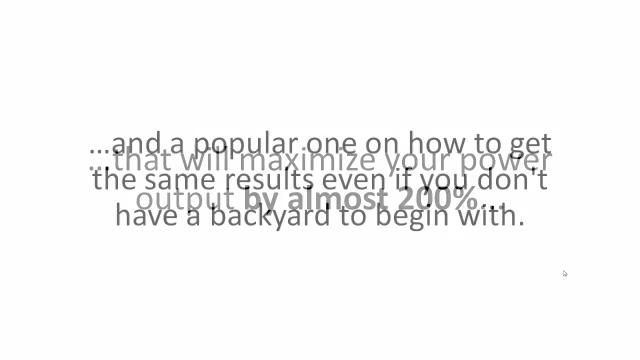 ...and a popular one on how to get
the same results even if you don't
have a backyard to begin with.
...that will maximize your power
output by almost 200%...